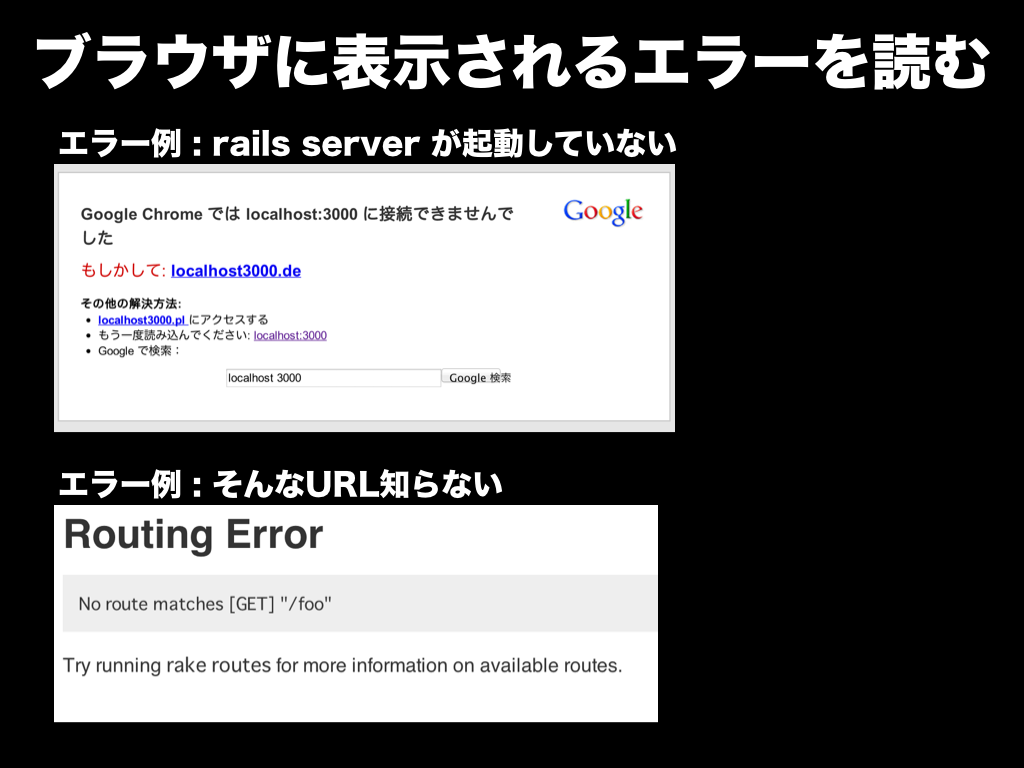 ブラウザに表示されるエラーを読む
エラー例：rails server が起動していない
Google Chrome では localhost:3000 に接続できませんで
した
Google
もしかして: localhost3000.de
その他の解決方法:
• localhost3000.pl にアクセスする
• もう一度読み込んでください: localhost:3000
• Google で検索：
localhost 3000 Google 検索
エラー例：そんなURL知らない
Routing Error
No route matches [GET] "/foo"
Try running rake routes for more information on available routes.